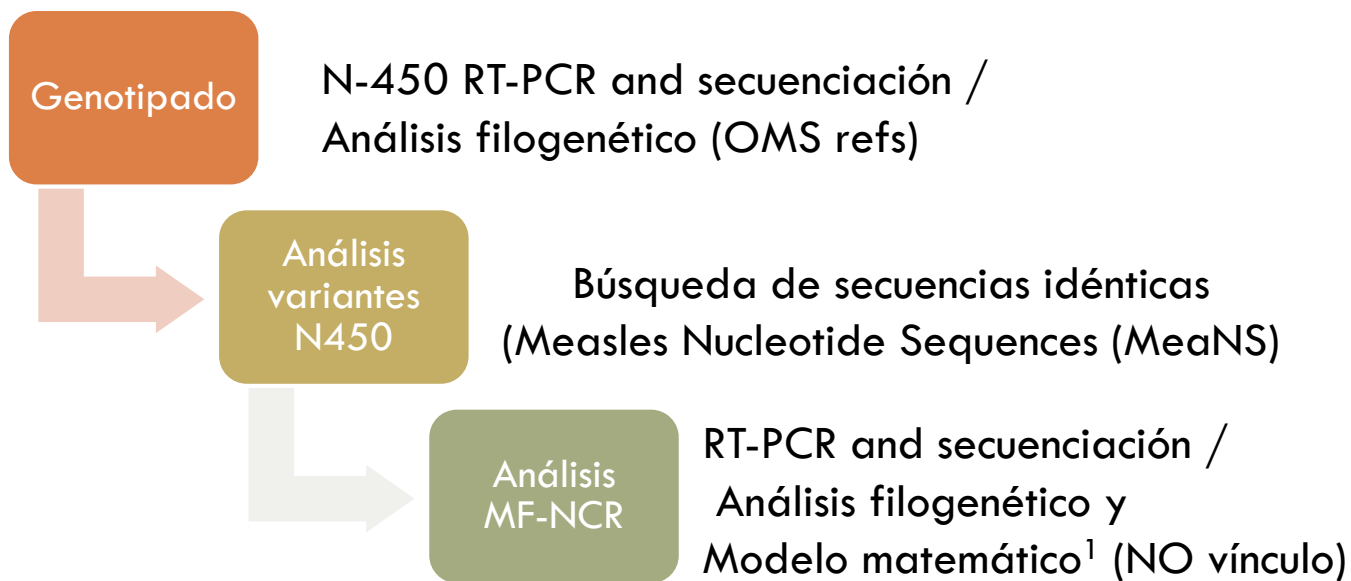 Genotipado
N-450 RT-PCR and secuenciación /
Análisis filogenético (OMS refs)
Análisis
variantes
N450
Búsqueda de secuencias idénticas
(Measles Nucleotide Sequences (MeaNS)
Análisis
MF-NCR
RT-PCR and secuenciación /
Análisis filogenético y
Modelo matemático¹ (NO vínculo)